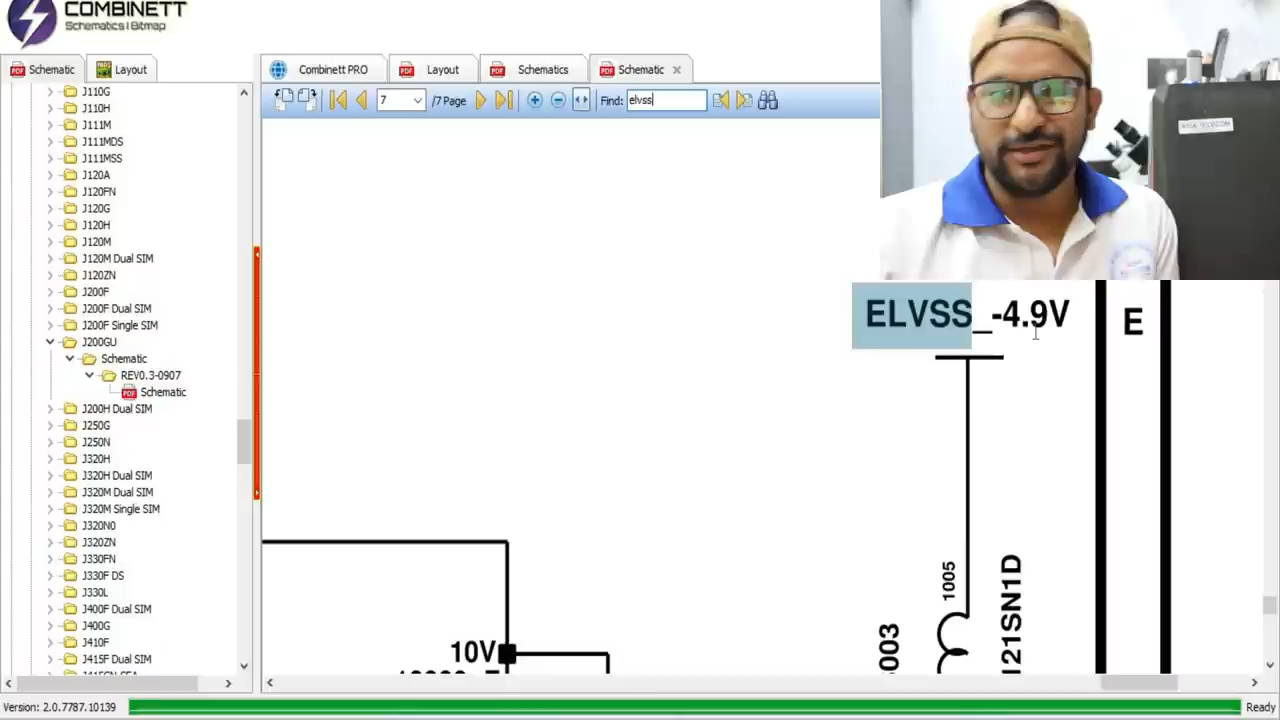 COMBINETT
Schematics | Bitmap
Schematic
Layout
Combinett PRO
Layout
Schematics
Schematic
7
/7 Page
Find:
elvss
J110G
J110H
J111M
J111MDS
J111MSS
J120A
J120FN
J120G
J120H
J120M
J120M Dual SIM
J120ZN
J200F
J200F Dual SIM
J200F Single SIM
J200GU
Schematic
REV0.3-0907
Schematic
J200H Dual SIM
J250G
J250N
J320H
J320H Dual SIM
J320M Dual SIM
J320M Single SIM
J320N0
J320ZN
J330FN
J330F DS
J330L
J400F Dual SIM
J400G
J410F
J415F Dual SIM
ELVSS_-4.9V
E
1005
121SN1D
003
10V
Version: 2.0.7787.10139
Ready